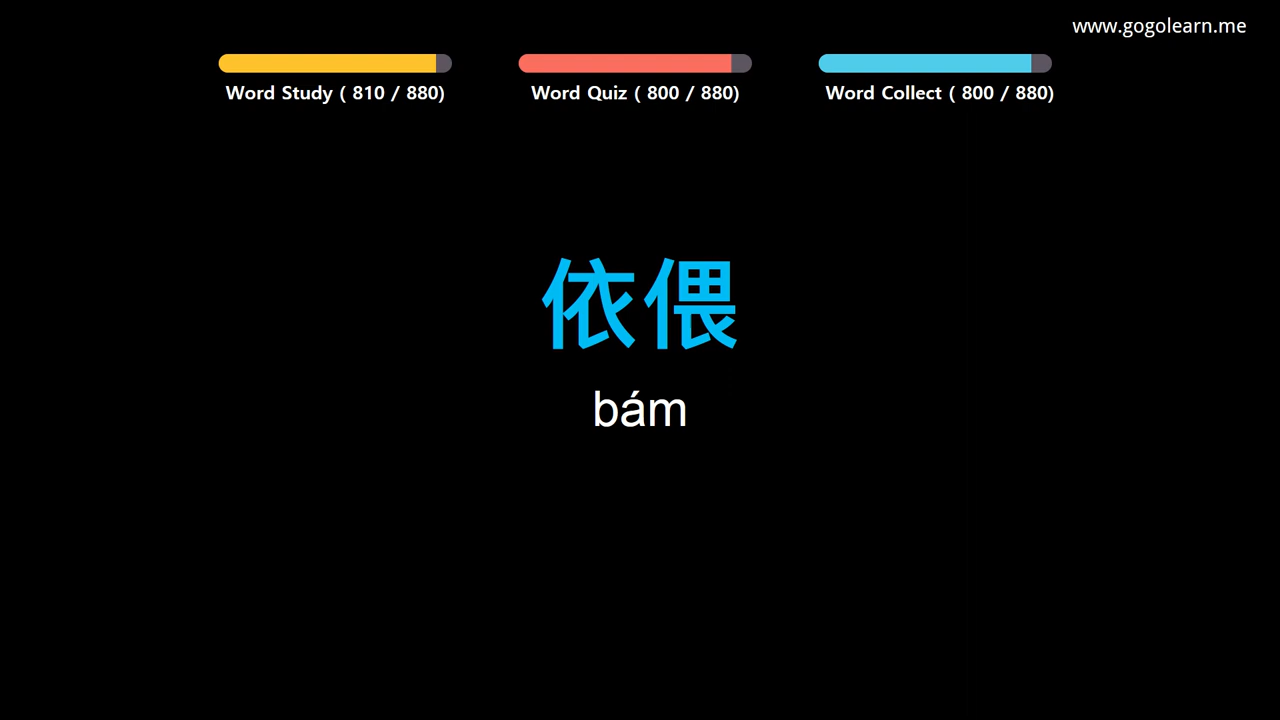 www.gogolearn.me
Word Study ( 810 / 880)
Word Quiz ( 800 / 880)
Word Collect ( 800 / 880)
依偎
bám